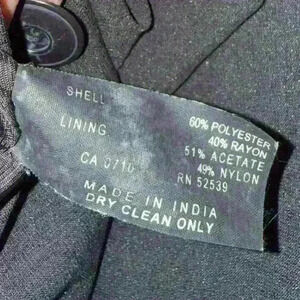 SHELL 60% POLYESTER
40% RAYON
LINING 51% ACETATE
49% NYLON
CA 0710 RN 52539
MADE IN INDIA
DRY CLEAN ONLY